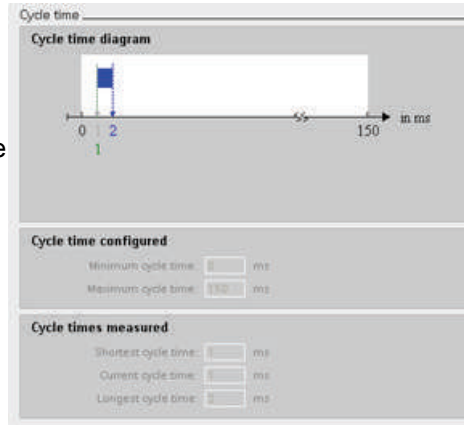 Cycle time
Cycle time diagram
0 1 2 150 in ms
1
e
Cycle time configured
Minimum cycle time: ms
Maximum cycle time: 150 ms
Cycle times measured
Shortest cycle time: 1 ms
Current cycle time: 1 ms
Longest cycle time: 2 ms